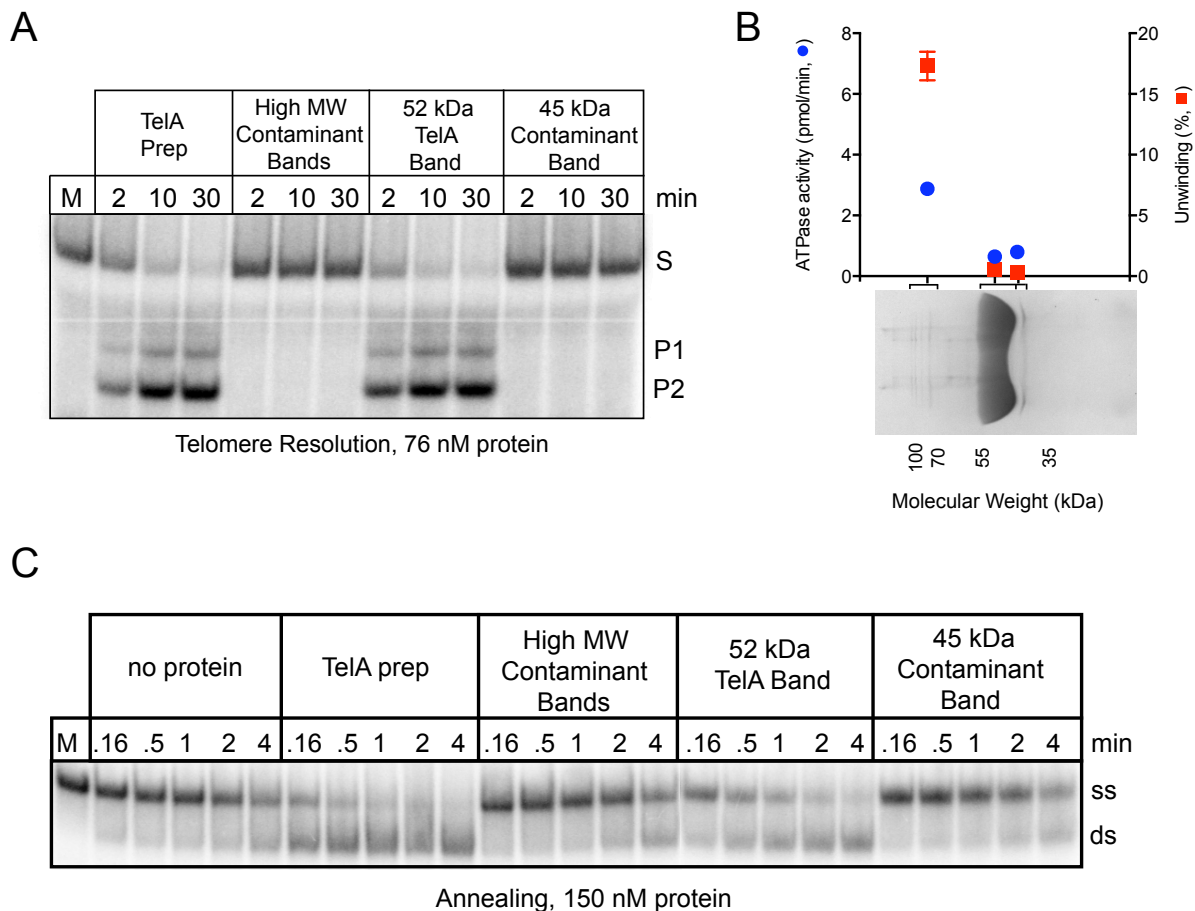 A
TelA
Prep
High MW
Contaminant
Bands
52 kDa
TelA
Band
45 kDa
Contaminant
Band
M 2 10 30 2 10 30 2 10 30 2 10 30 min
S
P1
P2
Telomere Resolution, 76 nM protein
B
ATPase activity (pmol/min, ●)
8
6
4
2
0
20
15
10
5
0
Unwinding (%, ■)
100
70
55
35
Molecular Weight (kDa)
C
no protein
TelA prep
High MW
Contaminant
Bands
52 kDa
TelA Band
45 kDa
Contaminant
Band
M .16 .5 1 2 4 .16 .5 1 2 4 .16 .5 1 2 4 .16 .5 1 2 4 .16 .5 1 2 4 min
ss
ds
Annealing, 150 nM protein